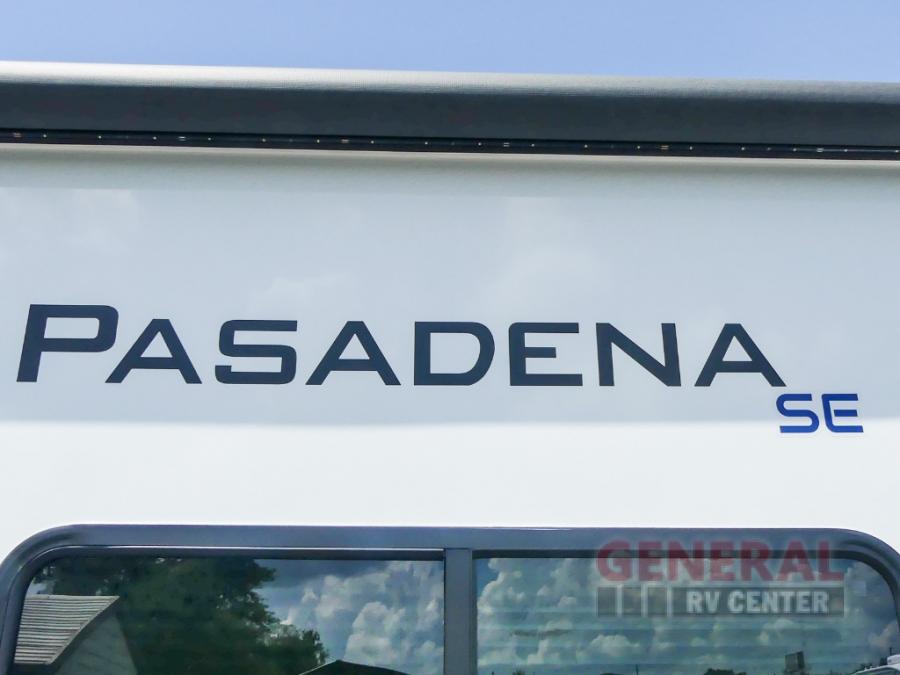 PASADENA
SE
GENERAL
RV CENTER